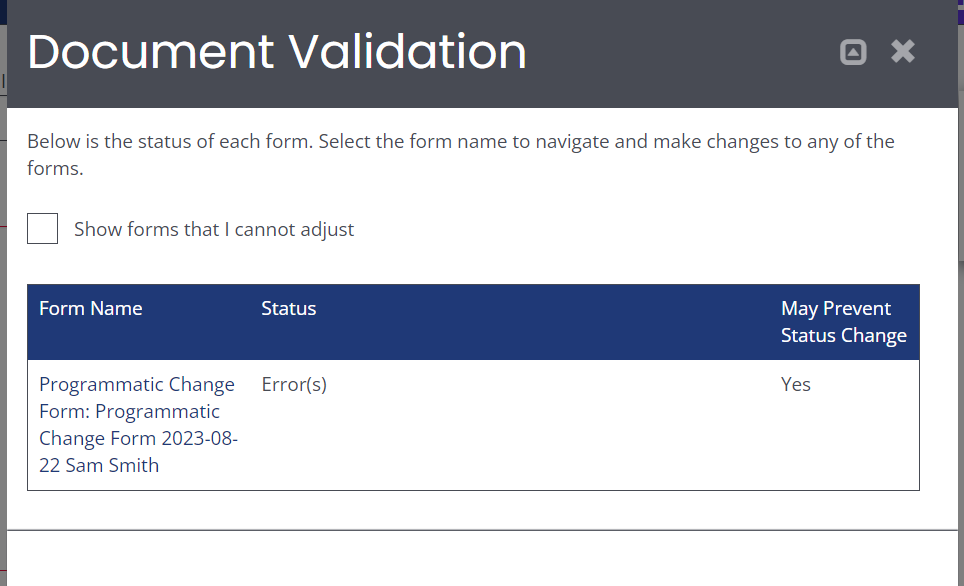 Document Validation
Below is the status of each form. Select the form name to navigate and make changes to any of the
forms.
Show forms that I cannot adjust
Form Name
Status
May Prevent
Status Change
Programmatic Change
Form: Programmatic
Change Form 2023-08-
22 Sam Smith
Error(s)
Yes